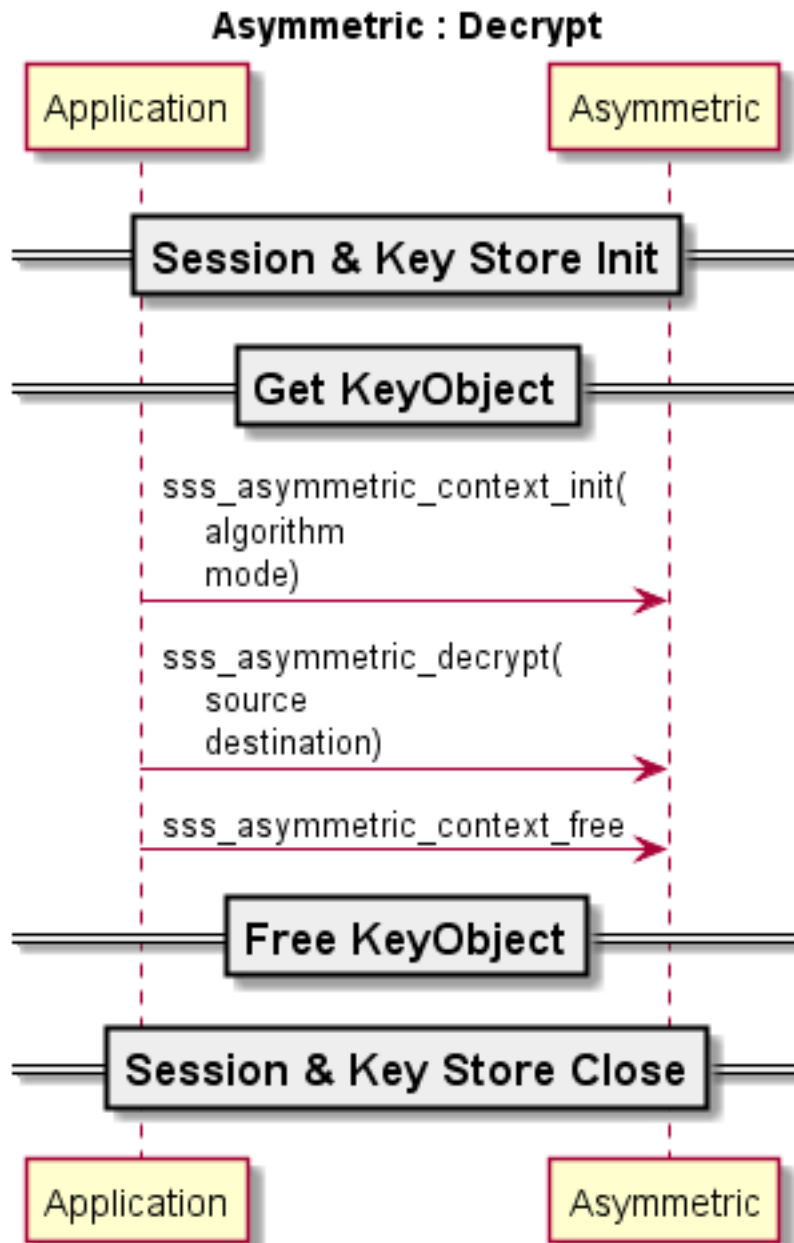 Asymmetric : Decrypt
Application
Asymmetric
Session & Key Store Init
Get KeyObject
sss_asymmetric_context_init(
algorithm
mode)
sss_asymmetric_decrypt(
source
destination)
sss_asymmetric_context_free
Free KeyObject
Session & Key Store Close
Application
Asymmetric